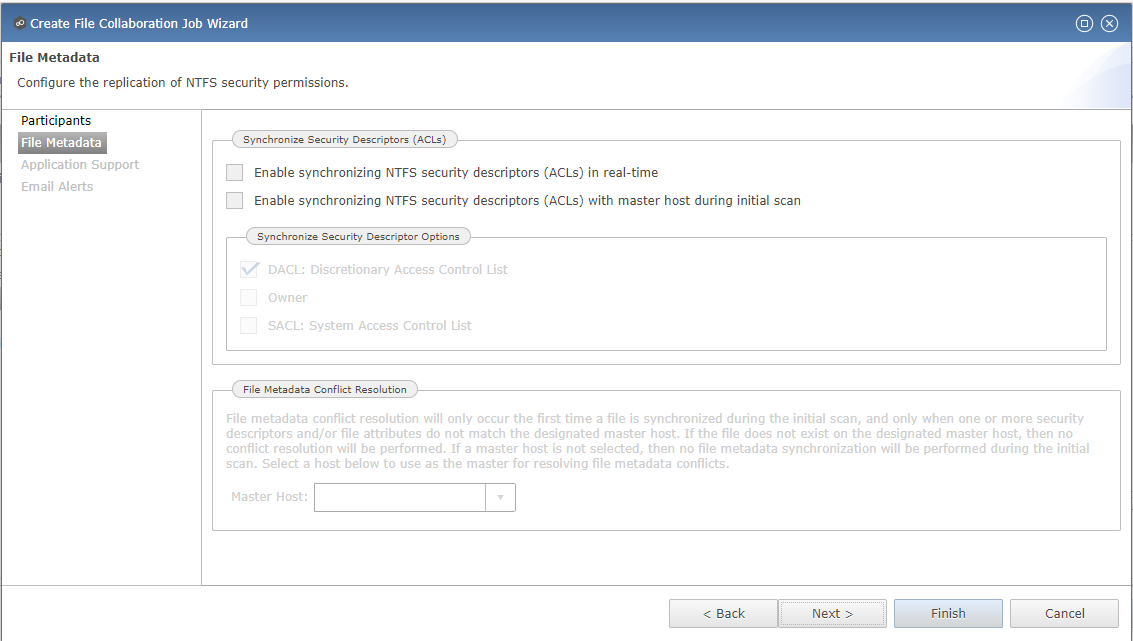 Create File Collaboration Job Wizard
File Metadata
Configure the replication of NTFS security permissions.
Participants
File Metadata
Application Support
Email Alerts
Synchronize Security Descriptors (ACLs)
Enable synchronizing NTFS security descriptors (ACLs) in real-time
Enable synchronizing NTFS security descriptors (ACLs) with master host during initial scan
Synchronize Security Descriptor Options
DACL: Discretionary Access Control List
Owner
SACL: System Access Control List
File Metadata Conflict Resolution
File metadata conflict resolution will only occur the first time a file is synchronized during the initial scan, and only when one or more security
descriptors and/or file attributes do not match the designated master host. If the file does not exist on the designated master host, then no
conflict resolution will be performed. If a master host is not selected, then no file metadata synchronization will be performed during the initial
scan. Select a host below to use as the master for resolving file metadata conflicts.
Master Host:
< Back
Next >
Finish
Cancel